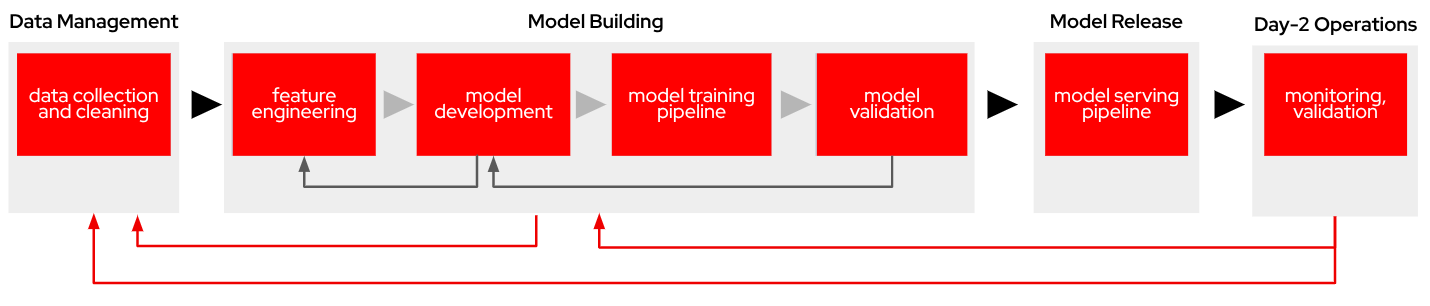 Data Management
Model Building
Model Release
Day-2 Operations
data collection
and cleaning
feature
engineering
model
development
model training
pipeline
model
validation
model serving
pipeline
monitoring,
validation